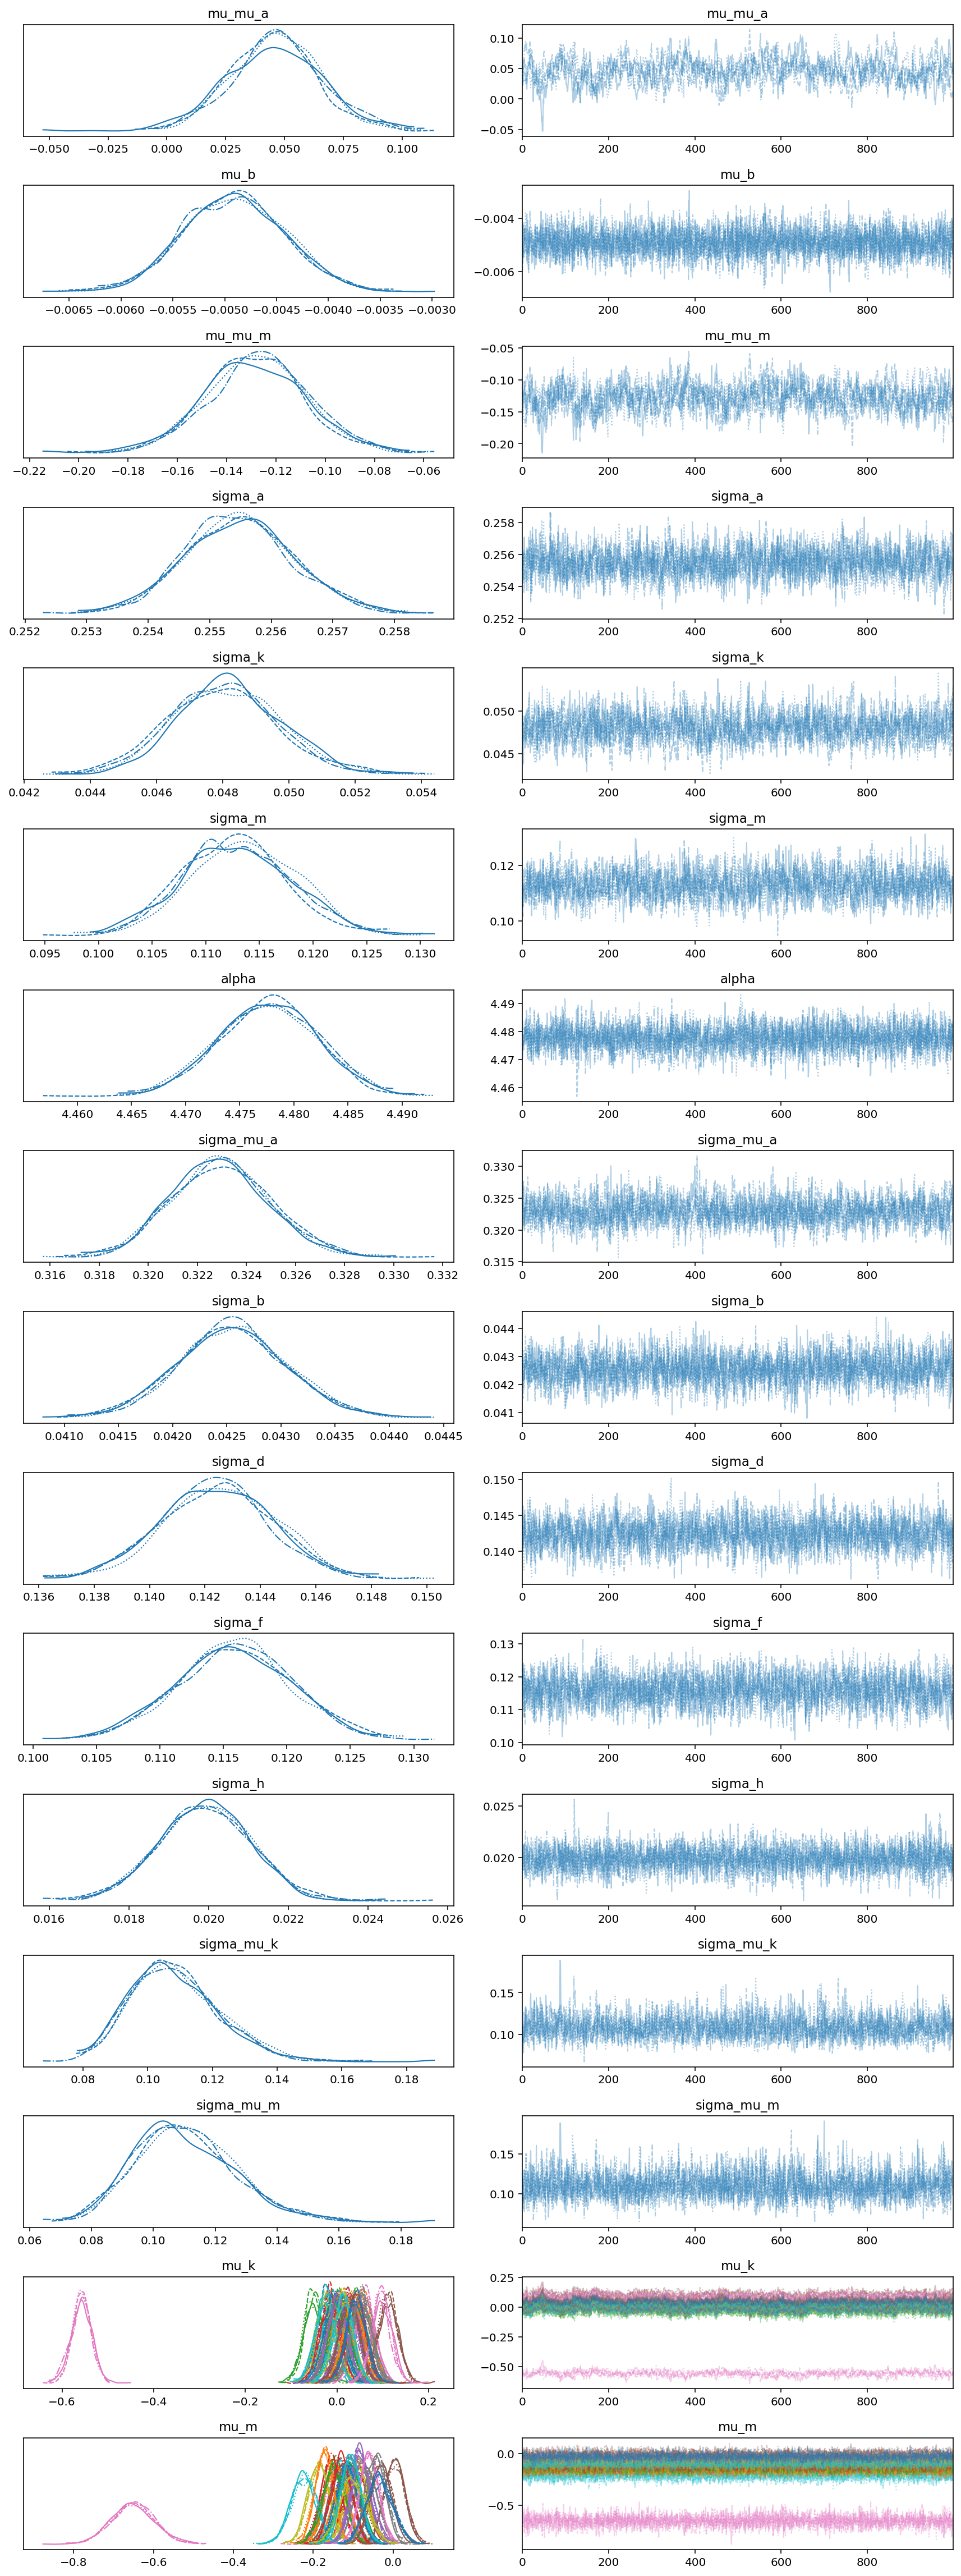 mu_mu_a mu_mu_a
0.10
0.05
0.00
−0.05
−0.050 −0.025 0.000 0.025 0.050 0.075 0.100 0 200 400 600 800
mu_b mu_b
−0.004
−0.006
−0.0065 −0.0060 −0.0055 −0.0050 −0.0045 −0.0040 −0.0035 −0.0030 0 200 400 600 800
mu_mu_m mu_mu_m
−0.05
−0.10
−0.15
−0.20
−0.22 −0.20 −0.18 −0.16 −0.14 −0.12 −0.10 −0.08 −0.06 0 200 400 600 800
sigma_a sigma_a
0.258
0.256
0.254
0.252
0.252 0.253 0.254 0.255 0.256 0.257 0.258 0 200 400 600 800
sigma_k sigma_k
0.050
0.045
0.042 0.044 0.046 0.048 0.050 0.052 0.054 0 200 400 600 800
sigma_m sigma_m
0.12
0.10
0.095 0.100 0.105 0.110 0.115 0.120 0.125 0.130 0 200 400 600 800
alpha alpha
4.49
4.48
4.47
4.46
4.460 4.465 4.470 4.475 4.480 4.485 4.490 0 200 400 600 800
sigma_mu_a sigma_mu_a
0.330
0.325
0.320
0.315
0.316 0.318 0.320 0.322 0.324 0.326 0.328 0.330 0.332 0 200 400 600 800
sigma_b sigma_b
0.044
0.043
0.042
0.041
0.0410 0.0415 0.0420 0.0425 0.0430 0.0435 0.0440 0.0445 0 200 400 600 800
sigma_d sigma_d
0.150
0.145
0.140
0.136 0.138 0.140 0.142 0.144 0.146 0.148 0.150 0 200 400 600 800
sigma_f sigma_f
0.13
0.12
0.11
0.10
0.100 0.105 0.110 0.115 0.120 0.125 0.130 0 200 400 600 800
sigma_h sigma_h
0.025
0.020
0.016 0.018 0.020 0.022 0.024 0.026 0 200 400 600 800
sigma_mu_k sigma_mu_k
0.15
0.10
0.08 0.10 0.12 0.14 0.16 0.18 0 200 400 600 800
sigma_mu_m sigma_mu_m
0.15
0.10
0.06 0.08 0.10 0.12 0.14 0.16 0.18 0 200 400 600 800
mu_k mu_k
0.25
0.00
−0.25
−0.50
−0.6 −0.4 −0.2 0.0 0.2 0 200 400 600 800
mu_m mu_m
0.0
−0.5
−0.8 −0.6 −0.4 −0.2 0.0 0 200 400 600 800